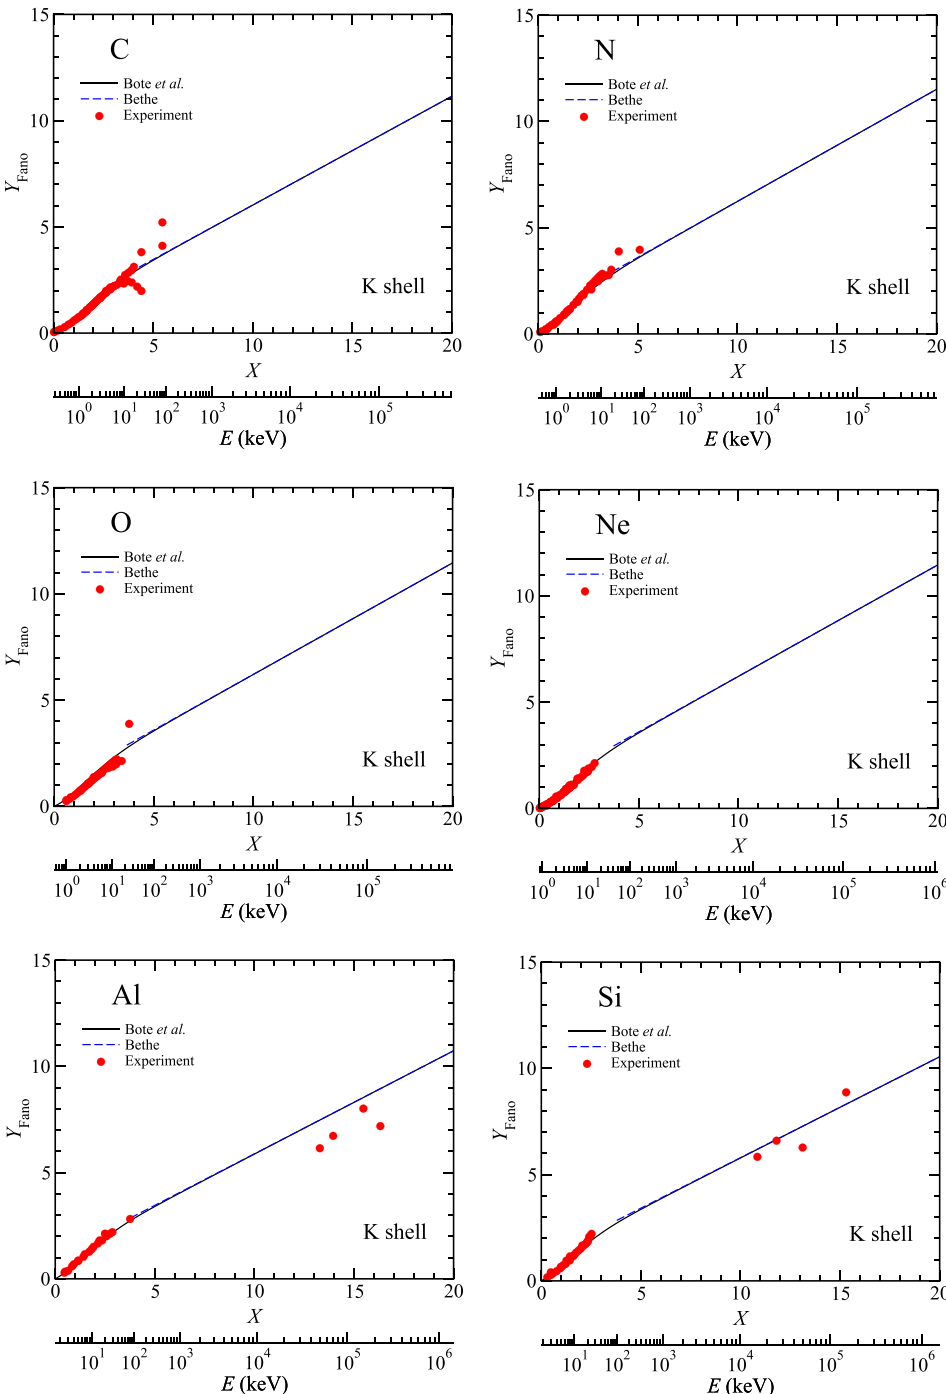 C
Bote et al.
Bethe
Experiment
K shell
Y_Fano
15
10
5
0
0 5 10 15 20
X
10^0 10^1 10^2 10^3 10^4 10^5
E (keV)
N
Bote et al.
Bethe
Experiment
K shell
Y_Fano
15
10
5
0
0 5 10 15 20
X
10^0 10^1 10^2 10^3 10^4 10^5
E (keV)
O
Bote et al.
Bethe
Experiment
K shell
Y_Fano
15
10
5
0
0 5 10 15 20
X
10^0 10^1 10^2 10^3 10^4 10^5
E (keV)
Ne
Bote et al.
Bethe
Experiment
K shell
Y_Fano
15
10
5
0
0 5 10 15 20
X
10^0 10^1 10^2 10^3 10^4 10^5 10^6
E (keV)
Al
Bote et al.
Bethe
Experiment
K shell
Y_Fano
15
10
5
0
0 5 10 15 20
X
10^1 10^2 10^3 10^4 10^5 10^6
E (keV)
Si
Bote et al.
Bethe
Experiment
K shell
Y_Fano
15
10
5
0
0 5 10 15 20
X
10^1 10^2 10^3 10^4 10^5 10^6
E (keV)